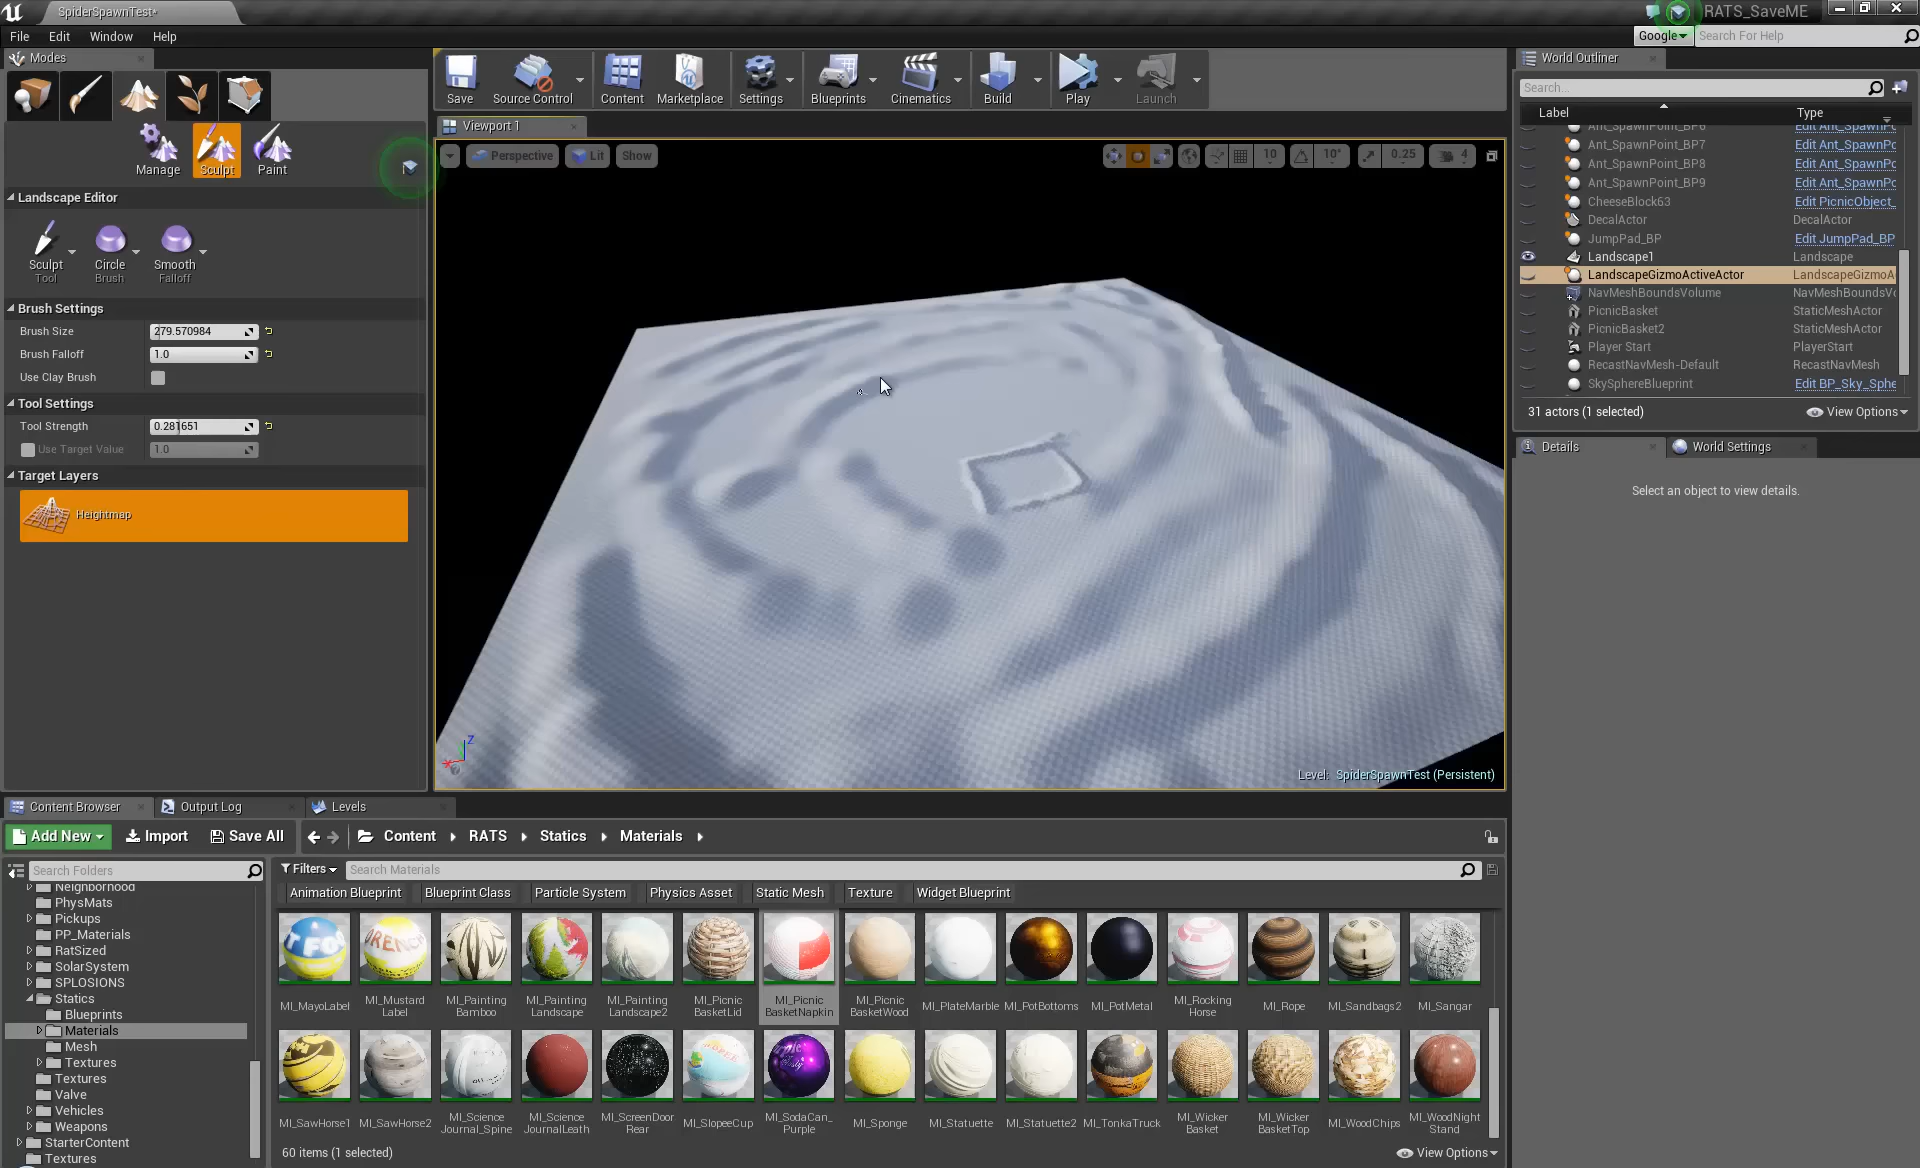 SpiderSpawnTest*
RATS_SaveME
File Edit Window Help
Google
Search For Help
Modes
Save
Source Control
Content
Marketplace
Settings
Blueprints
Cinematics
Build
Play
Launch
World Outliner
Search...
Label Type
Viewport 1
Manage
Sculpt
Paint
Perspective
Lit
Show
10
10°
0.25
4
Ant_SpawnPoint_BP6 Edit Ant_SpawnPc
Ant_SpawnPoint_BP7 Edit Ant_SpawnPc
Ant_SpawnPoint_BP8 Edit Ant_SpawnPc
Ant_SpawnPoint_BP9 Edit Ant_SpawnPc
CheeseBlock63 Edit PicnicObject_
DecalActor DecalActor
JumpPad_BP Edit JumpPad_BP
Landscape1 Landscape
LandscapeGizmoActiveActor LandscapeGizmoA
NavMeshBoundsVolume NavMeshBoundsVo
PicnicBasket StaticMeshActor
PicnicBasket2 StaticMeshActor
Player Start PlayerStart
RecastNavMesh-Default RecastNavMesh
SkySphereBlueprint Edit BP_Sky_Sphe
31 actors (1 selected)
View Options
Details
World Settings
Select an object to view details.
Landscape Editor
Sculpt
Tool
Circle
Brush
Smooth
Falloff
Brush Settings
Brush Size 279.570984
Brush Falloff 1.0
Use Clay Brush
Tool Settings
Tool Strength 0.281651
Use Target Value 1.0
Target Layers
Heightmap
Z
Level: SpiderSpawnTest (Persistent)
Content Browser
Output Log
Levels
Add New
Import
Save All
Content
RATS
Statics
Materials
Search Folders
Filters
Search Materials
Animation Blueprint
Blueprint Class
Particle System
Physics Asset
Static Mesh
Texture
Widget Blueprint
Neighborhood
PhysMats
Pickups
PP_Materials
RatSized
SolarSystem
SPLOSIONS
Statics
Blueprints
Materials
Mesh
Textures
Textures
Valve
Vehicles
Weapons
StarterContent
Textures
MI_MayoLabel
MI_Mustard
Label
MI_Painting
Bamboo
MI_Painting
Landscape
MI_Painting
Landscape2
MI_Picnic
BasketLid
MI_Picnic
BasketNapkin
MI_Picnic
BasketWood
MI_PlateMarble
MI_PotBottoms
MI_PotMetal
MI_Rocking
Horse
MI_Rope
MI_Sandbags2
MI_Sangar
MI_SawHorse1
MI_SawHorse2
MI_Science
Journal_Spine
MI_Science
JournalLeath
MI_ScreenDoor
Rear
MI_SlopeeCup
MI_SodaCan_
Purple
MI_Sponge
MI_Statuette
MI_Statuette2
MI_TonkaTruck
MI_Wicker
Basket
MI_Wicker
BasketTop
MI_WoodChips
MI_WoodNight
Stand
60 items (1 selected)
View Options